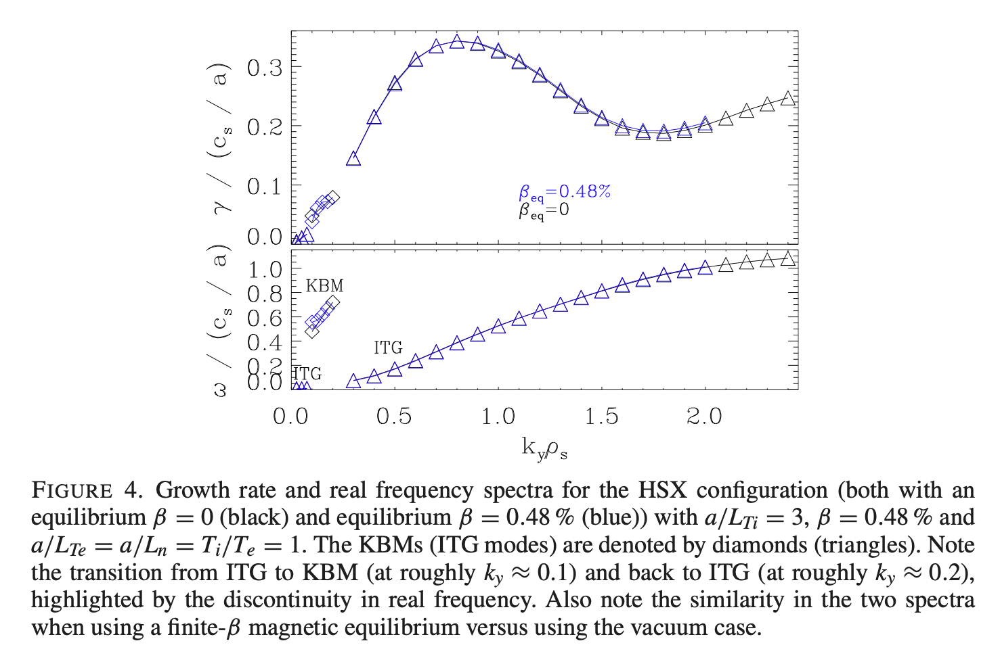 γ / (c_s / a)
0.3
0.2
0.1
0.0
β_eq=0.48%
β_eq=0
ω / (c_s / a)
1.0
0.8
0.6
0.4
0.2
0.0
KBM
ITG
ITG
0.0 0.5 1.0 1.5 2.0
k_yρ_s
FIGURE 4. Growth rate and real frequency spectra for the HSX configuration (both with an
equilibrium β = 0 (black) and equilibrium β = 0.48 % (blue)) with a/L_Ti = 3, β = 0.48 % and
a/L_Te = a/L_n = T_i/T_e = 1. The KBMs (ITG modes) are denoted by diamonds (triangles). Note
the transition from ITG to KBM (at roughly k_y ≈ 0.1) and back to ITG (at roughly k_y ≈ 0.2),
highlighted by the discontinuity in real frequency. Also note the similarity in the two spectra
when using a finite-β magnetic equilibrium versus using the vacuum case.